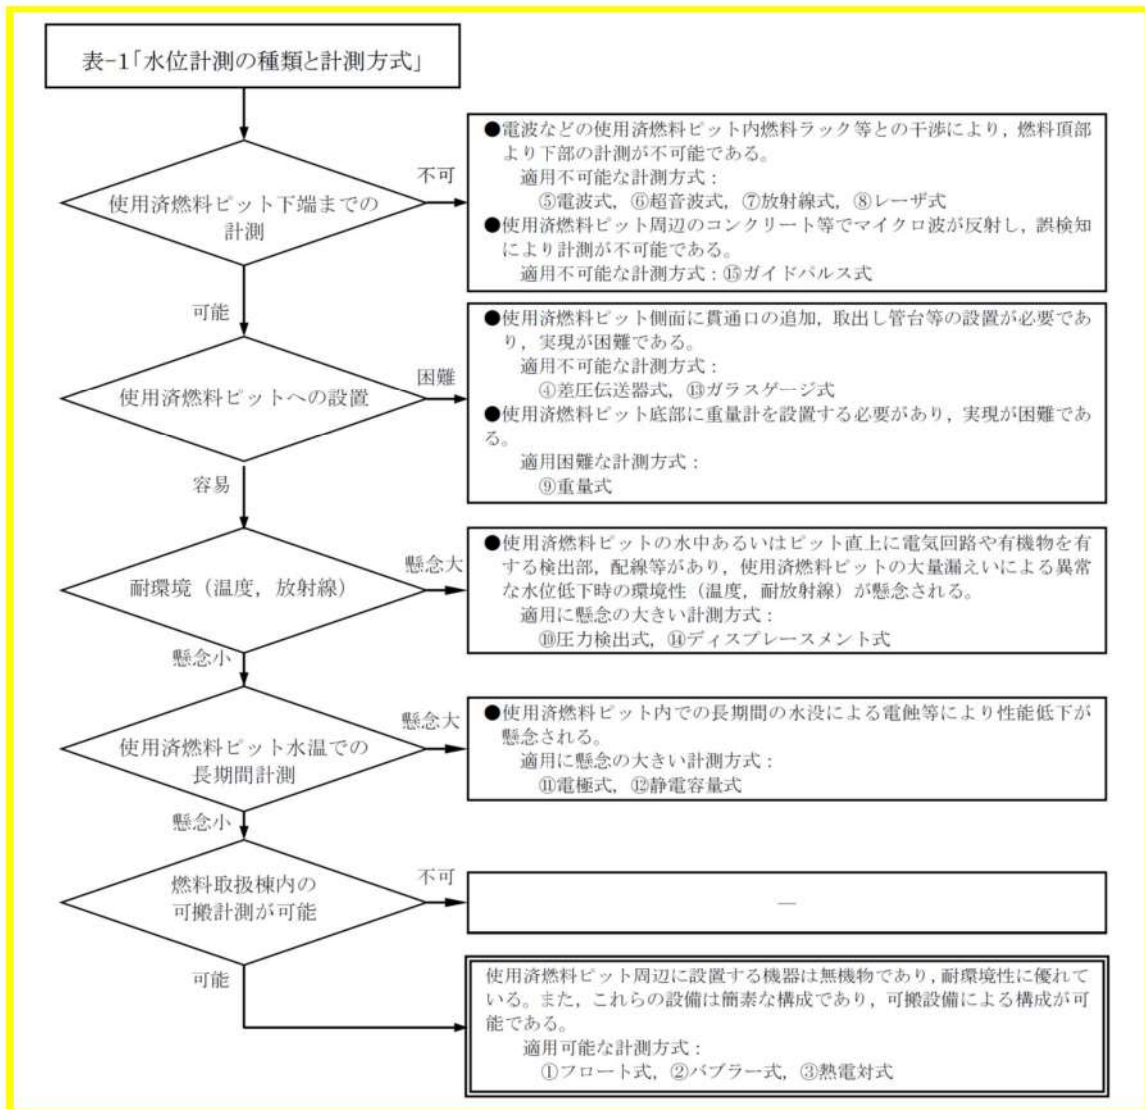 表-1「水位計測の種類と計測方式」
使用済燃料ピット下端までの
計測
不可
●電波などの使用済燃料ピット内燃料ラック等との干渉により，燃料頂部
より下部の計測が不可能である。
適用不可能な計測方式：
⑤電波式，⑥超音波式，⑦放射線式，⑧レーザ式
●使用済燃料ピット周辺のコンクリート等でマイクロ波が反射し，誤検知
により計測が不可能である。
適用不可能な計測方式：⑮ガイドパルス式
可能
使用済燃料ピットへの設置
困難
●使用済燃料ピット側面に貫通口の追加，取出し管台等の設置が必要であ
り，実現が困難である。
適用不可能な計測方式：
④差圧伝送器式，⑬ガラスゲージ式
●使用済燃料ピット底部に重量計を設置する必要があり，実現が困難であ
る。
適用困難な計測方式：
⑨重量式
容易
耐環境（温度，放射線）
懸念大
●使用済燃料ピットの水中あるいはピット直上に電気回路や有機物を有
する検出部，配線等があり，使用済燃料ピットの大量漏えいによる異常
な水位低下時の環境性（温度，耐放射線）が懸念される。
適用に懸念の大きい計測方式：
⑩圧力検出式，⑭ディスプレースメント式
懸念小
使用済燃料ピット水温での
長期間計測
懸念大
●使用済燃料ピット内での長期間の水没による電蝕等により性能低下が
懸念される。
適用に懸念の大きい計測方式：
⑪電極式，⑫静電容量式
懸念小
燃料取扱棟内の
可搬計測が可能
不可
―
可能
使用済燃料ピット周辺に設置する機器は無機物であり，耐環境性に優れて
いる。また，これらの設備は簡素な構成であり，可搬設備による構成が可
能である。
適用可能な計測方式：
①フロート式，②バブラー式，③熱電対式